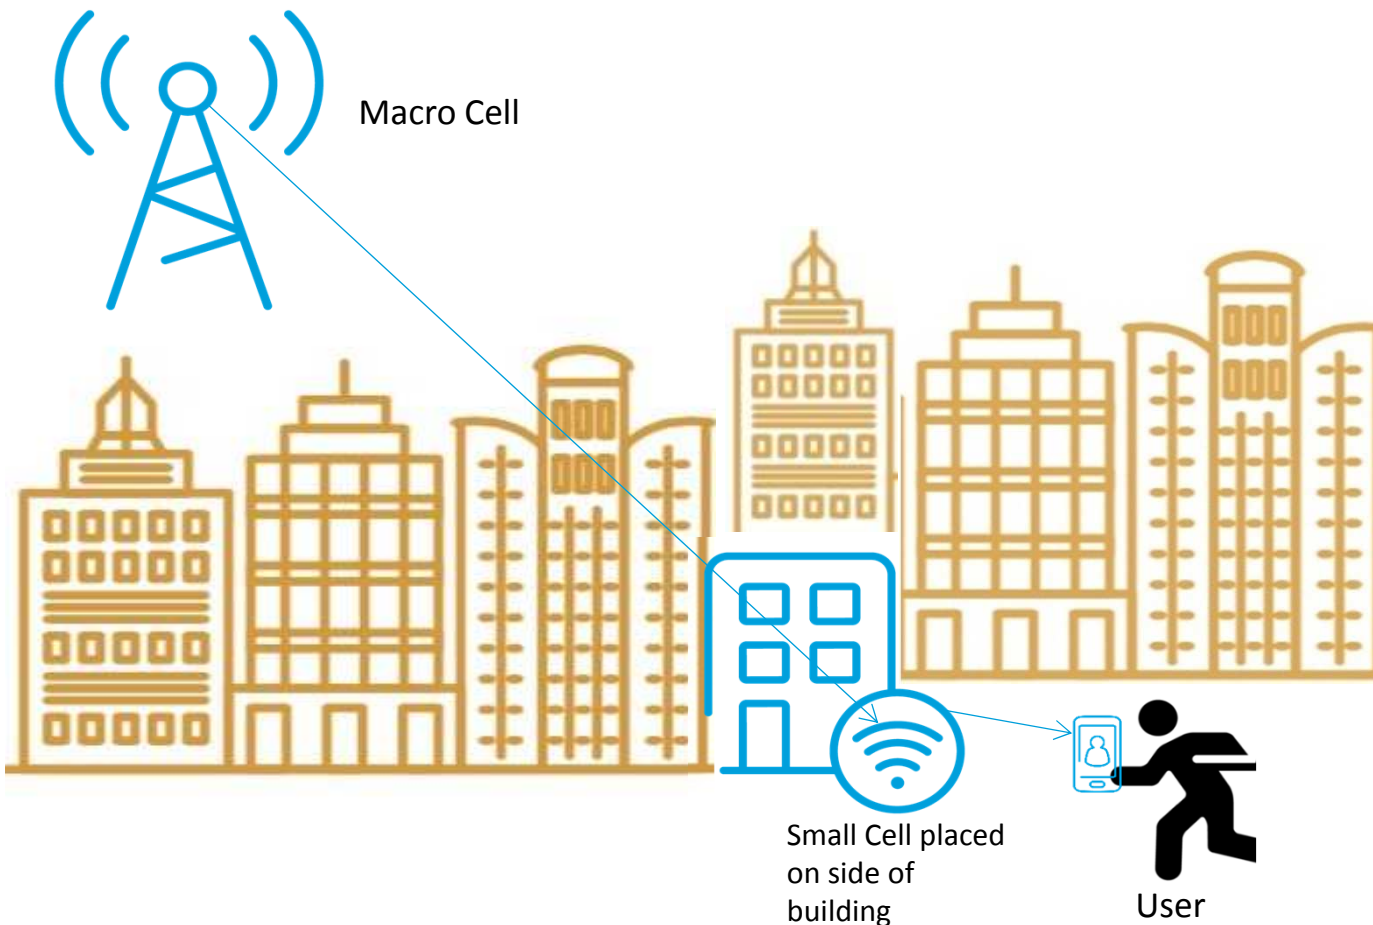 Macro Cell
Small Cell placed
on side of
building
User